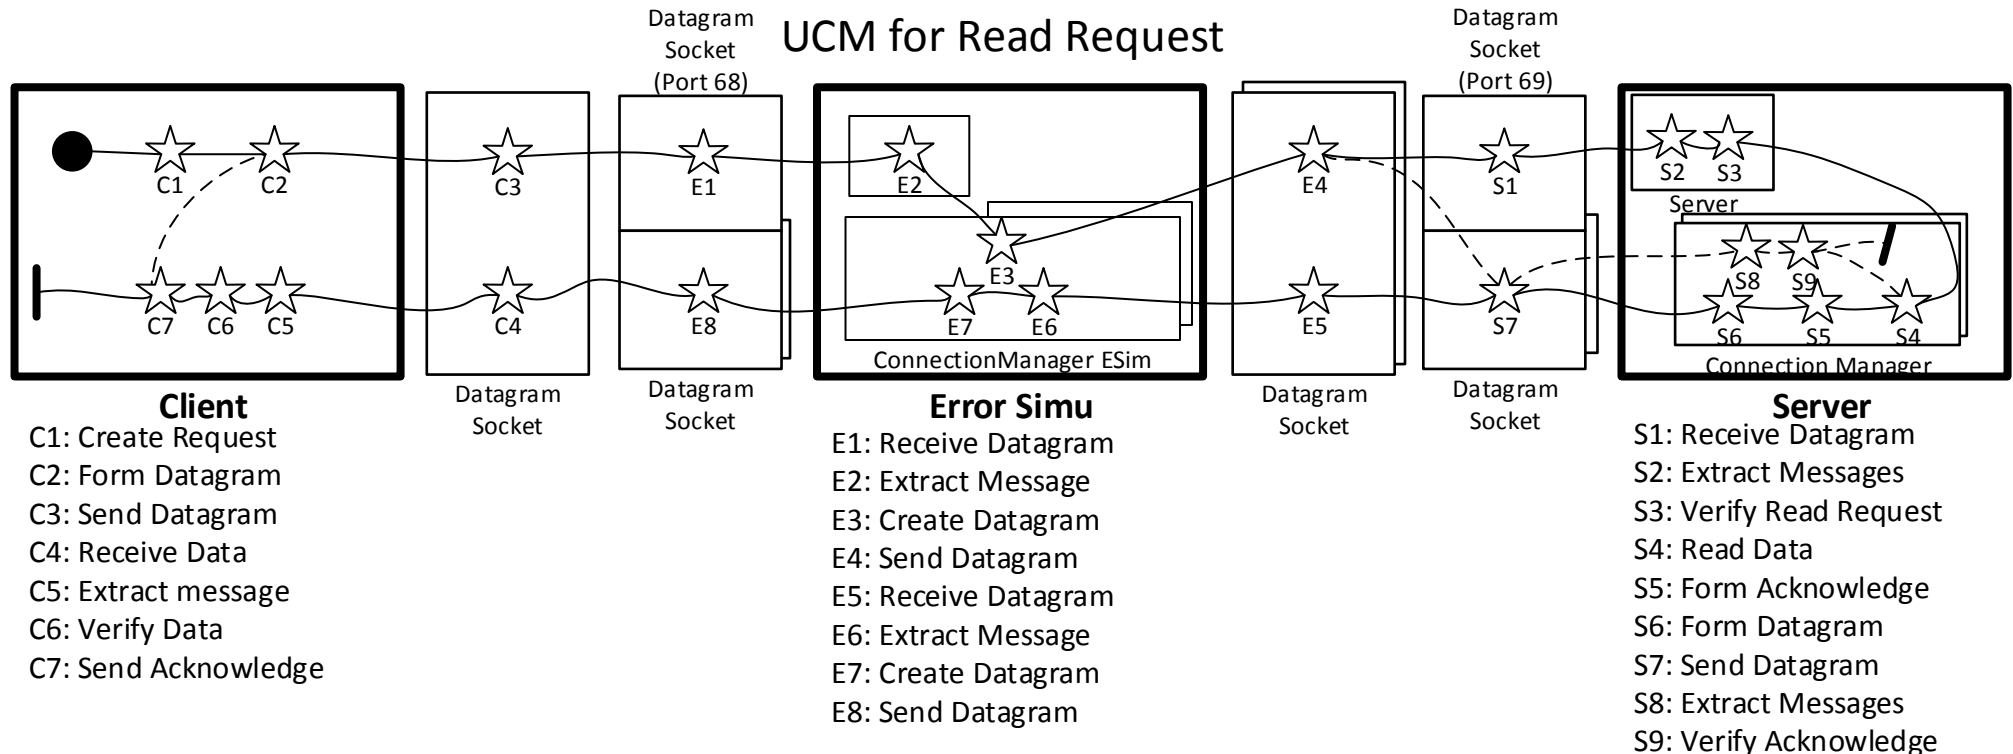 UCM for Read Request
Datagram
Socket
(Port 68)
Datagram
Socket
(Port 69)
C1
C2
C3
E1
E2
E4
S1
S2
S3
Server
E3
C7
C6
C5
C4
E8
E7
E6
E5
S7
S8
S9
S6
S5
S4
ConnectionManager ESim
Connection Manager
Client
Datagram
Socket
Datagram
Socket
Error Simu
Datagram
Socket
Datagram
Socket
Server
C1: Create Request
C2: Form Datagram
C3: Send Datagram
C4: Receive Data
C5: Extract message
C6: Verify Data
C7: Send Acknowledge
E1: Receive Datagram
E2: Extract Message
E3: Create Datagram
E4: Send Datagram
E5: Receive Datagram
E6: Extract Message
E7: Create Datagram
E8: Send Datagram
S1: Receive Datagram
S2: Extract Messages
S3: Verify Read Request
S4: Read Data
S5: Form Acknowledge
S6: Form Datagram
S7: Send Datagram
S8: Extract Messages
S9: Verify Acknowledge